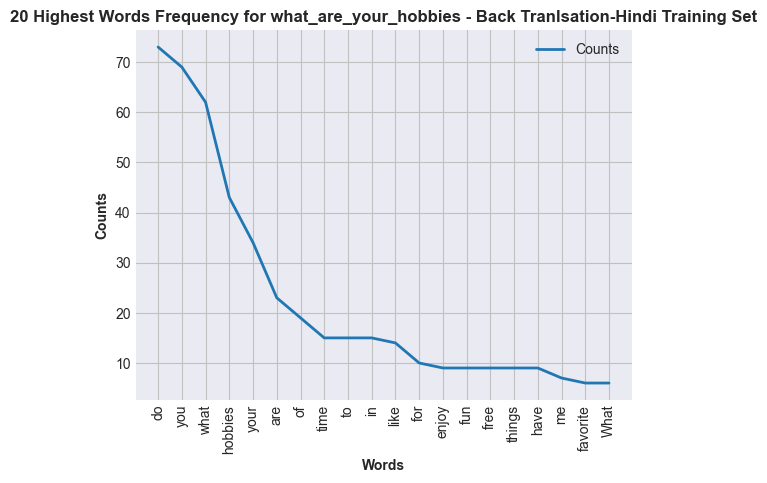 20 Highest Words Frequency for what_are_your_hobbies - Back Tranlsation-Hindi Training Set
Counts
70
60
50
40
30
20
10
Counts
do
you
what
hobbies
your
are
of
time
to
in
like
for
enjoy
fun
free
things
have
me
favorite
What
Words